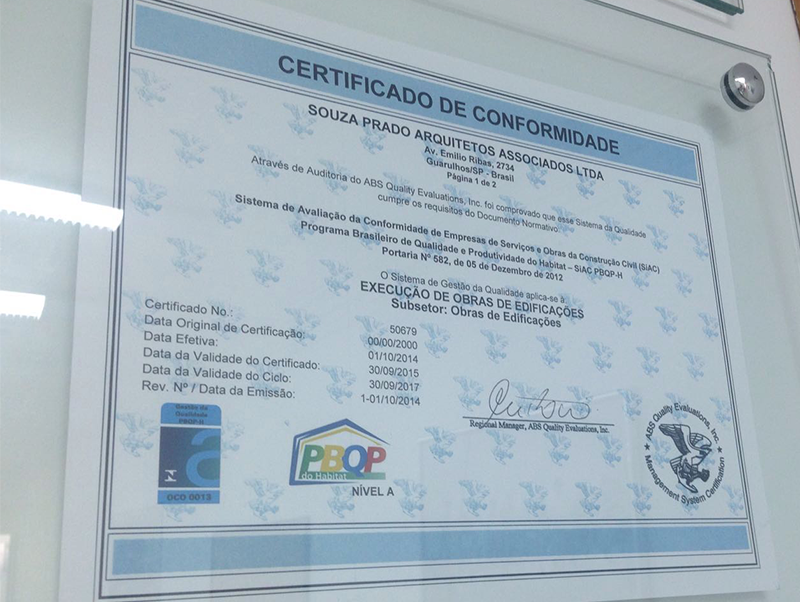 CERTIFICADO DE CONFORMIDADE
SOUZA PRADO ARQUITETOS ASSOCIADOS LTDA
Av. Emilio Ribas, 2734
Guarulhos/SP - Brasil
Página 1 de 2
Através de Auditoria do ABS Quality Evaluations, Inc. foi comprovado que esse Sistema da Qualidade
cumpre os requisitos do Documento Normativo:
Sistema de Avaliação da Conformidade de Empresas de Serviços e Obras da Construção Civil (SiAC)
Programa Brasileiro de Qualidade e Produtividade do Habitat – SiAC PBQP-H
Portaria Nº 582, de 05 de Dezembro de 2012
O Sistema de Gestão da Qualidade aplica-se à:
EXECUÇÃO DE OBRAS DE EDIFICAÇÕES
Subsetor: Obras de Edificações
Certificado No.: 50679
Data Original de Certificação: 00/00/2000
Data Efetiva: 01/10/2014
Data da Validade do Certificado: 30/09/2015
Data da Validade do Ciclo: 30/09/2017
Rev. Nº / Data da Emissão: 1-01/10/2014
Regional Manager, ABS Quality Evaluations, Inc.
Gestão da
Qualidade
PBQP-H
OCO 0013
PBQP
do Habitat
NÍVEL A
ABS Quality Evaluations, Inc.
Management System Certification